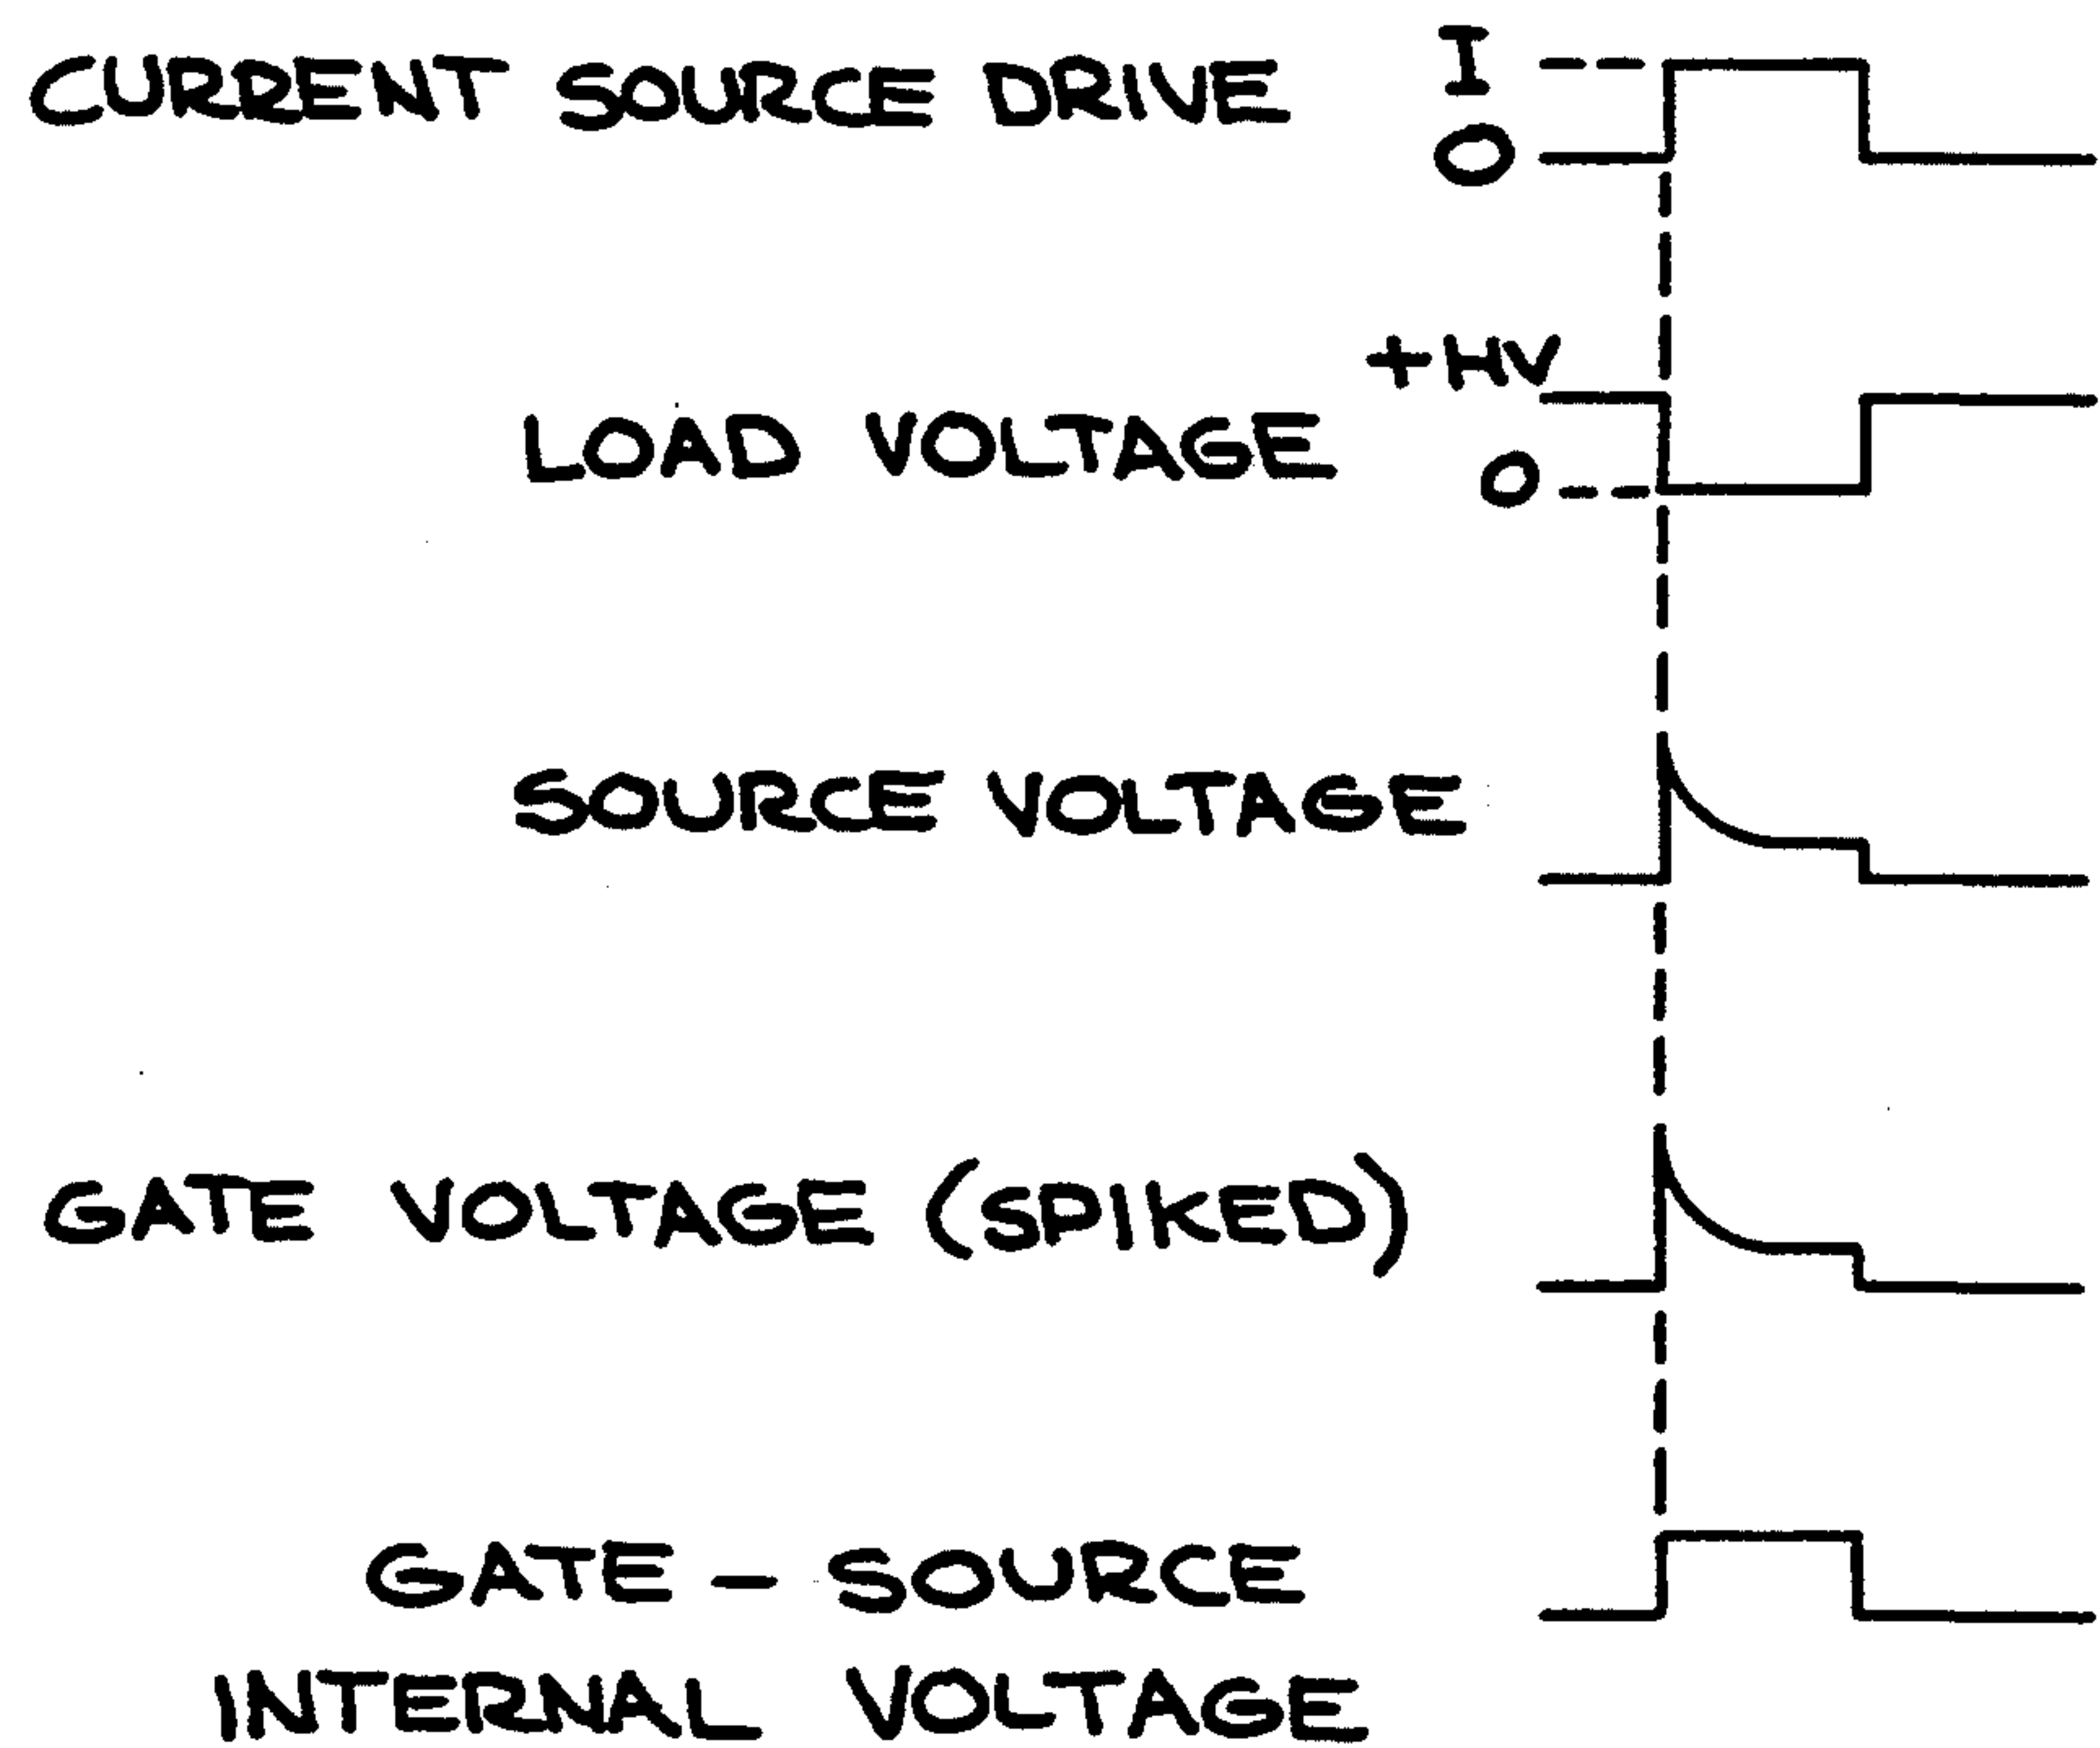 I
CURRENT SOURCE DRIVE
O
+HV
LOAD VOLTAGE
O
SOURCE VOLTAGE
GATE VOLTAGE (SPIKED)
GATE - SOURCE
INTERNAL VOLTAGE